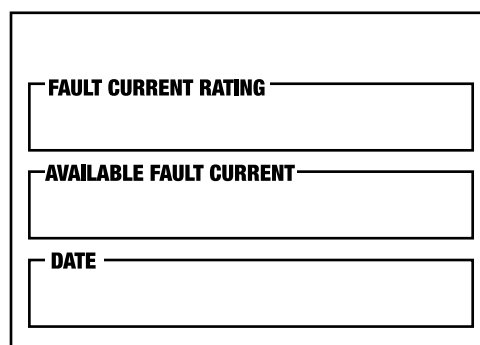 FAULT CURRENT RATING
AVAILABLE FAULT CURRENT
DATE